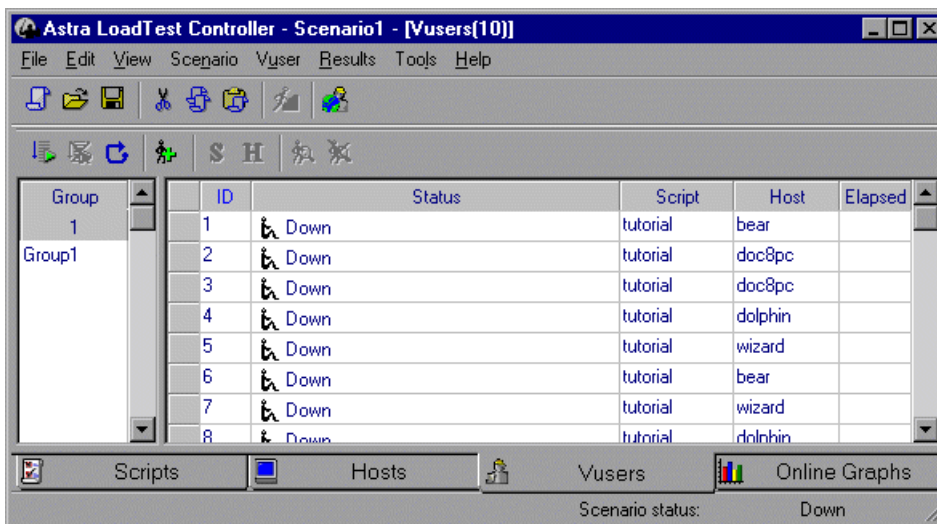 Astra LoadTest Controller - Scenario1 - [Vusers(10)]
File Edit View Scenario Vuser Results Tools Help
S H
Group ID Status Script Host Elapsed
1 1 Down tutorial bear
Group1 2 Down tutorial doc8pc
3 Down tutorial doc8pc
4 Down tutorial dolphin
5 Down tutorial wizard
6 Down tutorial bear
7 Down tutorial wizard
8 Down tutorial dolphin
Scripts Hosts Vusers Online Graphs
Scenario status: Down